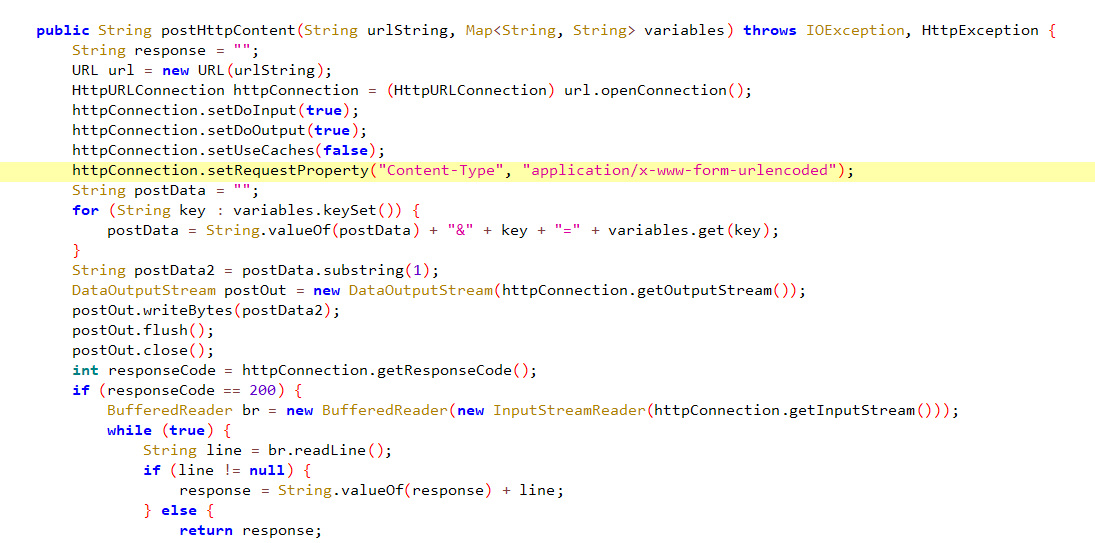 public String postHttpContent(String urlString, Map<String, String> variables) throws IOException, HttpException {
String response = "";
URL url = new URL(urlString);
HttpURLConnection httpConnection = (HttpURLConnection) url.openConnection();
httpConnection.setDoInput(true);
httpConnection.setDoOutput(true);
httpConnection.setUseCaches(false);
httpConnection.setRequestProperty("Content-Type", "application/x-www-form-urlencoded");
String postData = "";
for (String key : variables.keySet()) {
postData = String.valueOf(postData) + "&" + key + "=" + variables.get(key);
}
String postData2 = postData.substring(1);
DataOutputStream postOut = new DataOutputStream(httpConnection.getOutputStream());
postOut.writeBytes(postData2);
postOut.flush();
postOut.close();
int responseCode = httpConnection.getResponseCode();
if (responseCode == 200) {
BufferedReader br = new BufferedReader(new InputStreamReader(httpConnection.getInputStream()));
while (true) {
String line = br.readLine();
if (line != null) {
response = String.valueOf(response) + line;
} else {
return response;